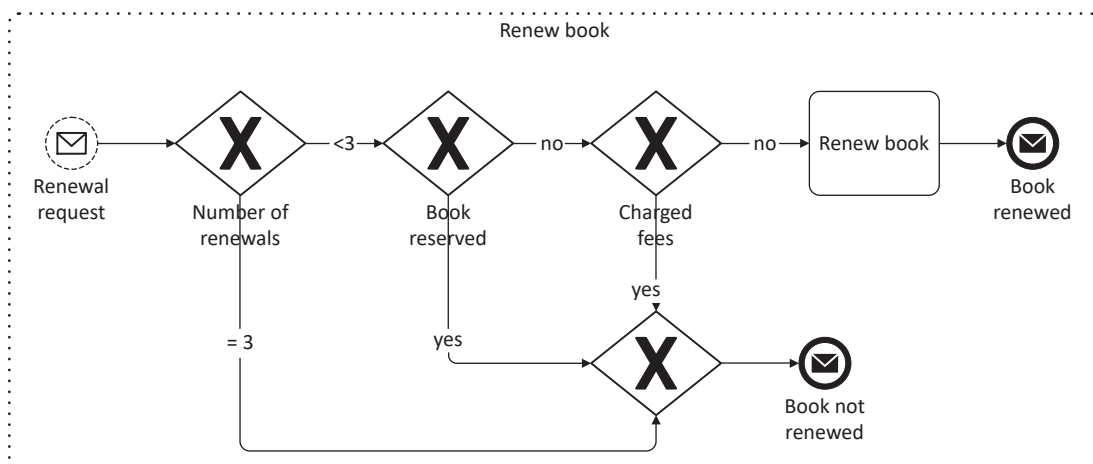 Renew book
<3
no
no
Renew book
Renewal
request
Number of
renewals
Book
reserved
Charged
fees
Book
renewed
yes
= 3
yes
Book not
renewed